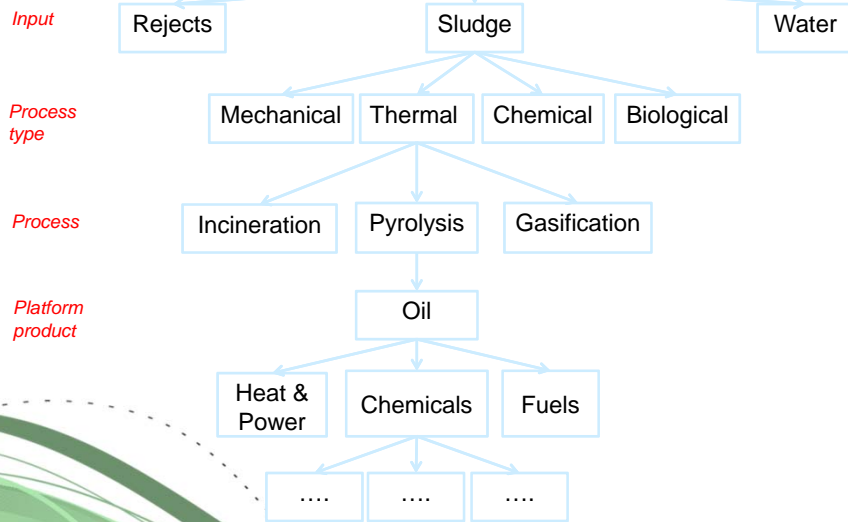 Input
Rejects
Sludge
Water
Process
type
Mechanical
Thermal
Chemical
Biological
Process
Incineration
Pyrolysis
Gasification
Platform
product
Oil
Heat &
Power
Chemicals
Fuels
....
....
....